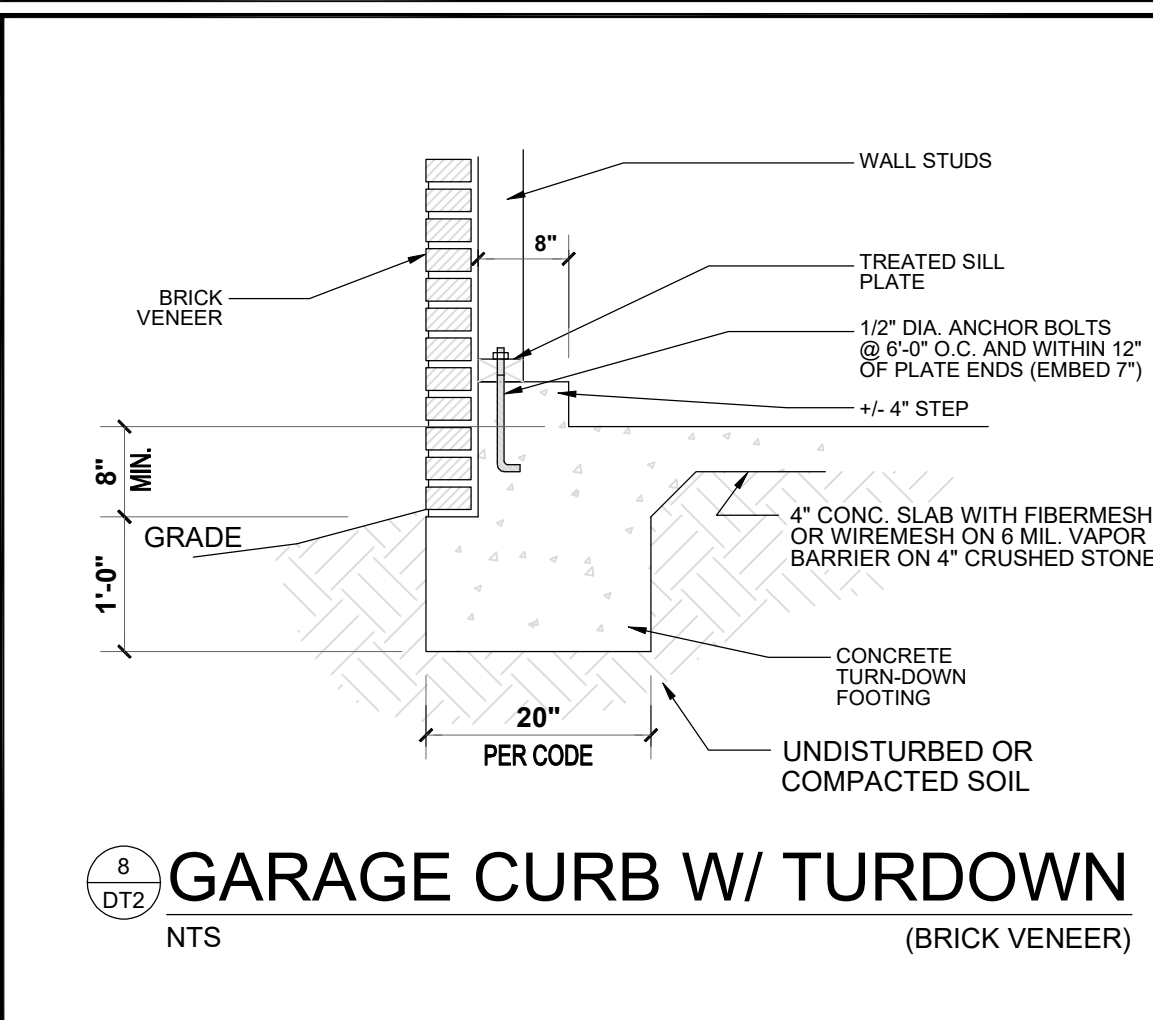 WALL STUDS
8"
BRICK
VENEER
TREATED SILL
PLATE
1/2" DIA. ANCHOR BOLTS
@ 6'-0" O.C. AND WITHIN 12"
OF PLATE ENDS (EMBED 7")
+/- 4" STEP
8"
MIN.
GRADE
4" CONC. SLAB WITH FIBERMESH
OR WIREMESH ON 6 MIL. VAPOR
BARRIER ON 4" CRUSHED STONE
1'-0"
CONCRETE
TURN-DOWN
FOOTING
20"
PER CODE
UNDISTURBED OR
COMPACTED SOIL
8
DT2
GARAGE CURB W/ TURDOWN
NTS
(BRICK VENEER)